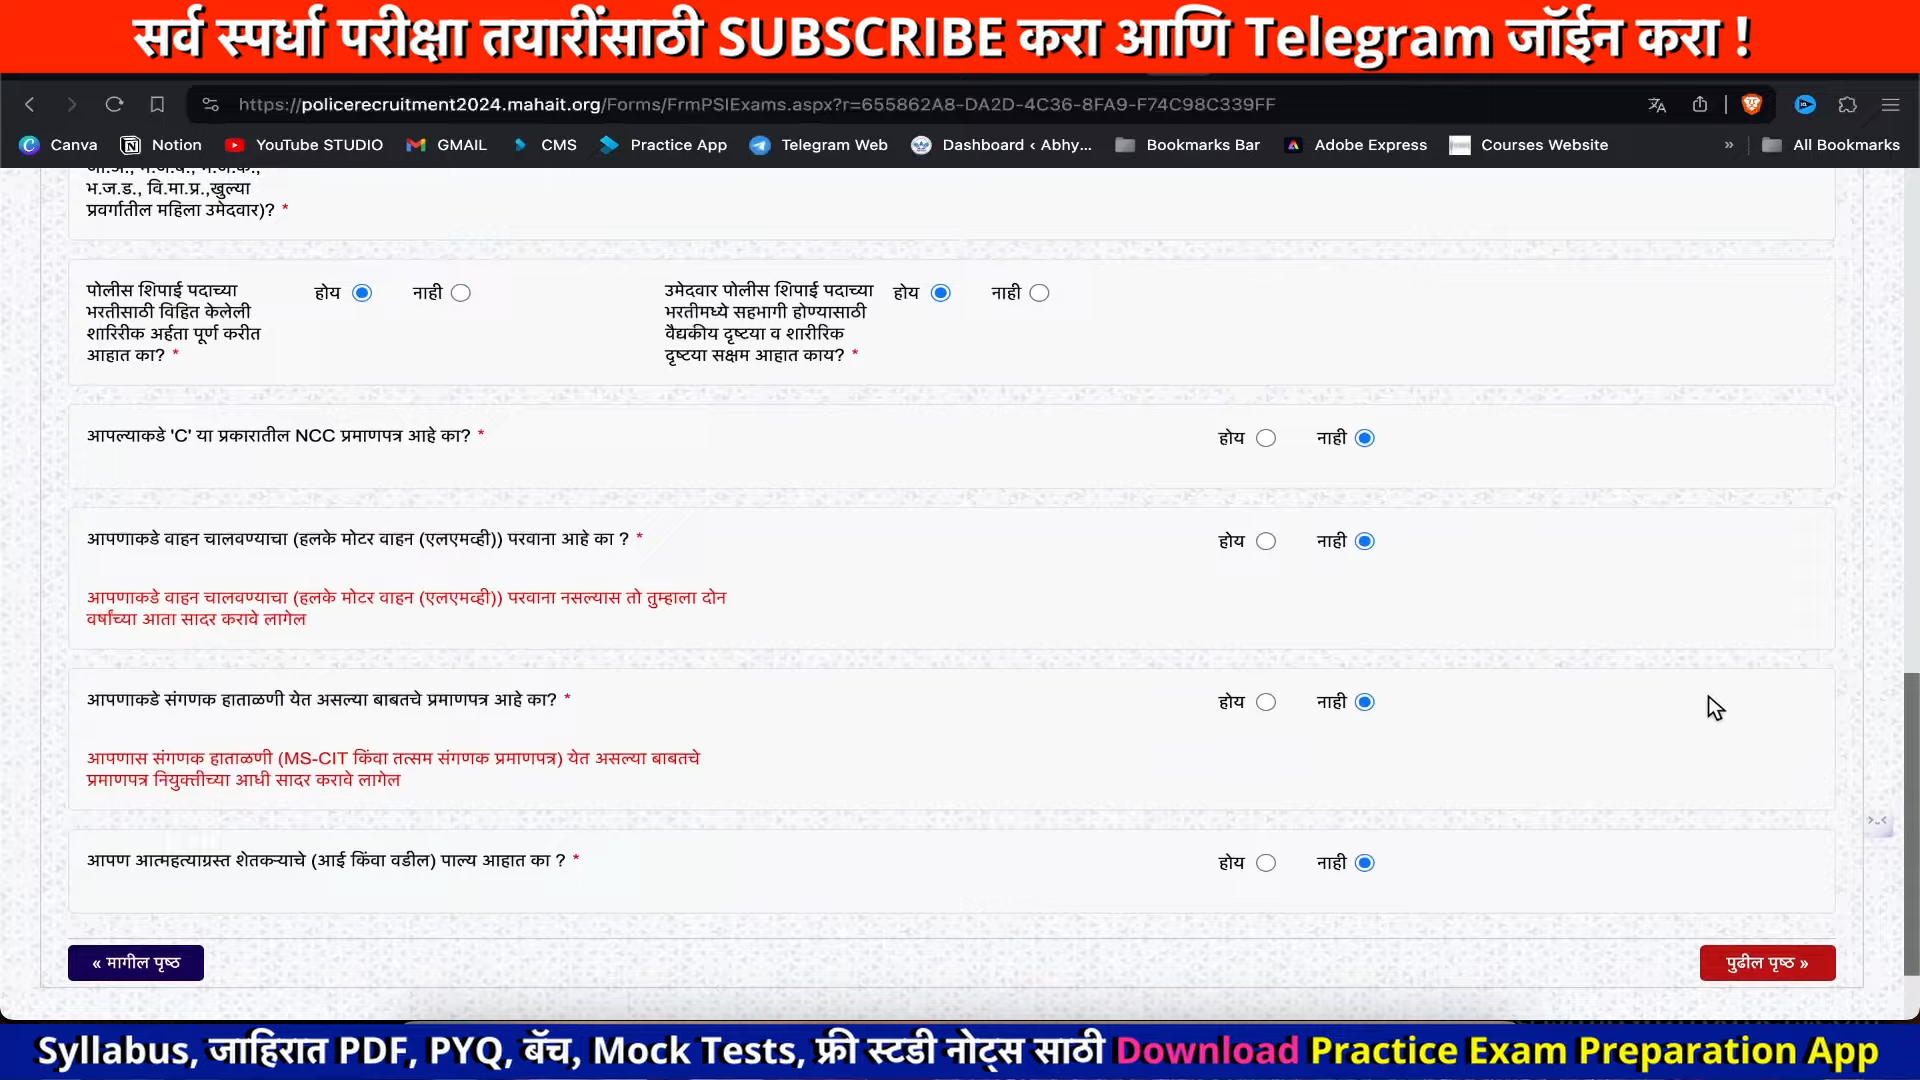 सर्व स्पर्धा परीक्षा तयारींसाठी SUBSCRIBE करा आणि Telegram जॉईन करा !
https://policerecruitment2024.mahait.org/Forms/FrmPSIExams.aspx?r=655862A8-DA2D-4C36-8FA9-F74C98C339FF
Canva Notion YouTube STUDIO GMAIL CMS Practice App Telegram Web Dashboard ‹ Abhy... Bookmarks Bar Adobe Express Courses Website » All Bookmarks
भ.ज.ड., वि.मा.प्र.,खुल्या
प्रवर्गातील महिला उमेदवार)? *
पोलीस शिपाई पदाच्या
भरतीसाठी विहित केलेली
शारिरीक अर्हता पूर्ण करीत
आहात का? *
होय नाही
उमेदवार पोलीस शिपाई पदाच्या
भरतीमध्ये सहभागी होण्यासाठी
वैद्यकीय दृष्टया व शारीरिक
दृष्टया सक्षम आहात काय? *
होय नाही
आपल्याकडे 'C' या प्रकारातील NCC प्रमाणपत्र आहे का? *
होय नाही
आपणाकडे वाहन चालवण्याचा (हलके मोटर वाहन (एलएमव्ही)) परवाना आहे का ? *
होय नाही
आपणाकडे वाहन चालवण्याचा (हलके मोटर वाहन (एलएमव्ही)) परवाना नसल्यास तो तुम्हाला दोन
वर्षांच्या आता सादर करावे लागेल
आपणाकडे संगणक हाताळणी येत असल्या बाबतचे प्रमाणपत्र आहे का? *
होय नाही
आपणास संगणक हाताळणी (MS-CIT किंवा तत्सम संगणक प्रमाणपत्र) येत असल्या बाबतचे
प्रमाणपत्र नियुक्तीच्या आधी सादर करावे लागेल
आपण आत्महत्याग्रस्त शेतकऱ्याचे (आई किंवा वडील) पाल्य आहात का ? *
होय नाही
« मागील पृष्ठ
पुढील पृष्ठ »
Syllabus, जाहिरात PDF, PYQ, बॅच, Mock Tests, फ्री स्टडी नोट्स साठी Download Practice Exam Preparation App